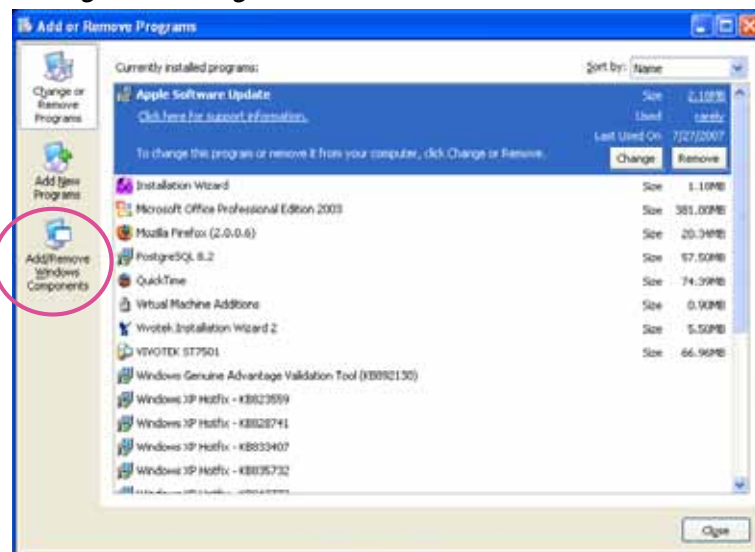 Add or Remove Programs
Change or
Remove
Programs
Add New
Programs
Add/Remove
Windows
Components
Currently installed programs:
Sort by: Name
Apple Software Update Size 2.10MB
Click here for support information. Used rarely
Last Used On 7/27/2007
To change this program or remove it from your computer, click Change or Remove. Change Remove
Installation Wizard Size 1.10MB
Microsoft Office Professional Edition 2003 Size 381.00MB
Mozilla Firefox (2.0.0.6) Size 20.34MB
PostgreSQL 8.2 Size 57.50MB
QuickTime Size 74.39MB
Virtual Machine Additions Size 0.90MB
Vivotek Installation Wizard 2 Size 5.50MB
VIVOTEK ST7501 Size 66.96MB
Windows Genuine Advantage Validation Tool (KB892130)
Windows XP Hotfix - KB823559
Windows XP Hotfix - KB828741
Windows XP Hotfix - KB833407
Windows XP Hotfix - KB835732
Close